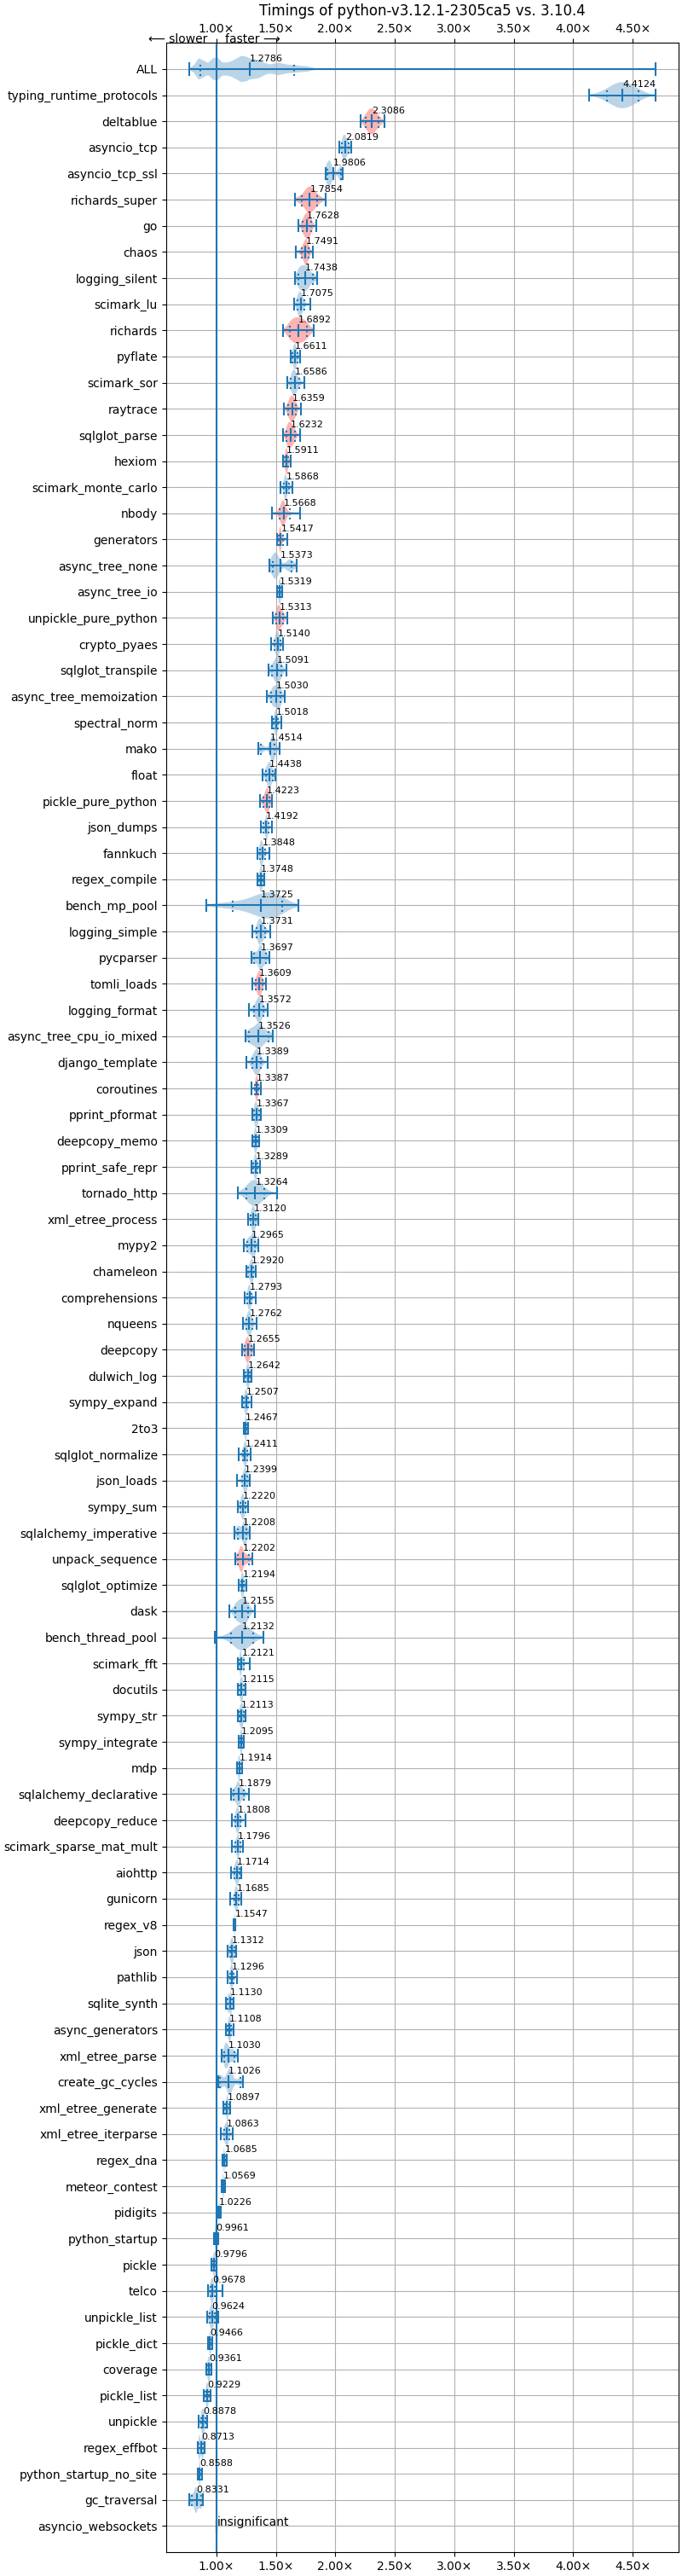 Timings of python-v3.12.1-2305ca5 vs. 3.10.4
1.00× 1.50× 2.00× 2.50× 3.00× 3.50× 4.00× 4.50×
⟵ slower faster ⟶
ALL 1.2786
typing_runtime_protocols 4.4124
deltablue 2.3086
asyncio_tcp 2.0819
asyncio_tcp_ssl 1.9806
richards_super 1.7854
go 1.7628
chaos 1.7491
logging_silent 1.7438
scimark_lu 1.7075
richards 1.6892
pyflate 1.6611
scimark_sor 1.6586
raytrace 1.6359
sqlglot_parse 1.6232
hexiom 1.5911
scimark_monte_carlo 1.5868
nbody 1.5668
generators 1.5417
async_tree_none 1.5373
async_tree_io 1.5319
unpickle_pure_python 1.5313
crypto_pyaes 1.5140
sqlglot_transpile 1.5091
async_tree_memoization 1.5030
spectral_norm 1.5018
mako 1.4514
float 1.4438
pickle_pure_python 1.4223
json_dumps 1.4192
fannkuch 1.3848
regex_compile 1.3748
bench_mp_pool 1.3725
logging_simple 1.3731
pycparser 1.3697
tomli_loads 1.3609
logging_format 1.3572
async_tree_cpu_io_mixed 1.3526
django_template 1.3389
coroutines 1.3387
pprint_pformat 1.3367
deepcopy_memo 1.3309
pprint_safe_repr 1.3289
tornado_http 1.3264
xml_etree_process 1.3120
mypy2 1.2965
chameleon 1.2920
comprehensions 1.2793
nqueens 1.2762
deepcopy 1.2655
dulwich_log 1.2642
sympy_expand 1.2507
2to3 1.2467
sqlglot_normalize 1.2411
json_loads 1.2399
sympy_sum 1.2220
sqlalchemy_imperative 1.2208
unpack_sequence 1.2202
sqlglot_optimize 1.2194
dask 1.2155
bench_thread_pool 1.2132
scimark_fft 1.2121
docutils 1.2115
sympy_str 1.2113
sympy_integrate 1.2095
mdp 1.1914
sqlalchemy_declarative 1.1879
deepcopy_reduce 1.1808
scimark_sparse_mat_mult 1.1796
aiohttp 1.1714
gunicorn 1.1685
regex_v8 1.1547
json 1.1312
pathlib 1.1296
sqlite_synth 1.1130
async_generators 1.1108
xml_etree_parse 1.1030
create_gc_cycles 1.1026
xml_etree_generate 1.0897
xml_etree_iterparse 1.0863
regex_dna 1.0685
meteor_contest 1.0569
pidigits 1.0226
python_startup 0.9961
pickle 0.9796
telco 0.9678
unpickle_list 0.9624
pickle_dict 0.9466
coverage 0.9361
pickle_list 0.9229
unpickle 0.8878
regex_effbot 0.8713
python_startup_no_site 0.8588
gc_traversal 0.8331
asyncio_websockets insignificant
1.00× 1.50× 2.00× 2.50× 3.00× 3.50× 4.00× 4.50×